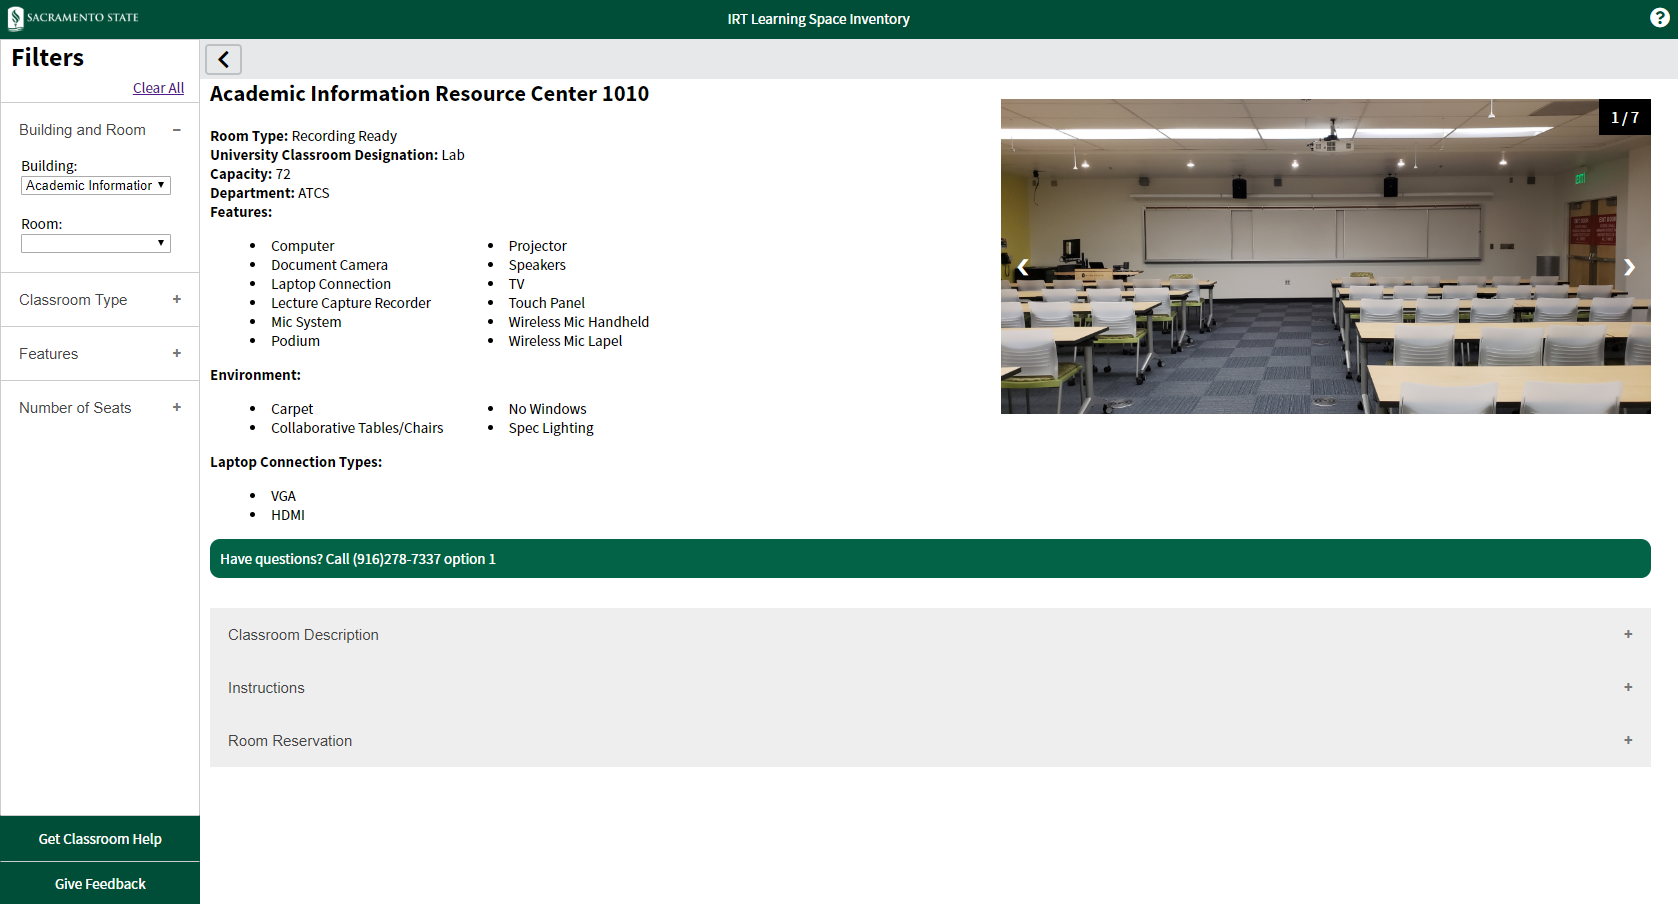 SACRAMENTO STATE
IRT Learning Space Inventory
?
Filters
Clear All
Building and Room −
Building:
Academic Informatior
Room:
Classroom Type +
Features +
Number of Seats +
Get Classroom Help
Give Feedback
Academic Information Resource Center 1010
Room Type: Recording Ready
University Classroom Designation: Lab
Capacity: 72
Department: ATCS
Features:
• Computer
• Document Camera
• Laptop Connection
• Lecture Capture Recorder
• Mic System
• Podium
• Projector
• Speakers
• TV
• Touch Panel
• Wireless Mic Handheld
• Wireless Mic Lapel
Environment:
• Carpet
• Collaborative Tables/Chairs
• No Windows
• Spec Lighting
Laptop Connection Types:
• VGA
• HDMI
1 / 7
Have questions? Call (916)278-7337 option 1
Classroom Description +
Instructions +
Room Reservation +